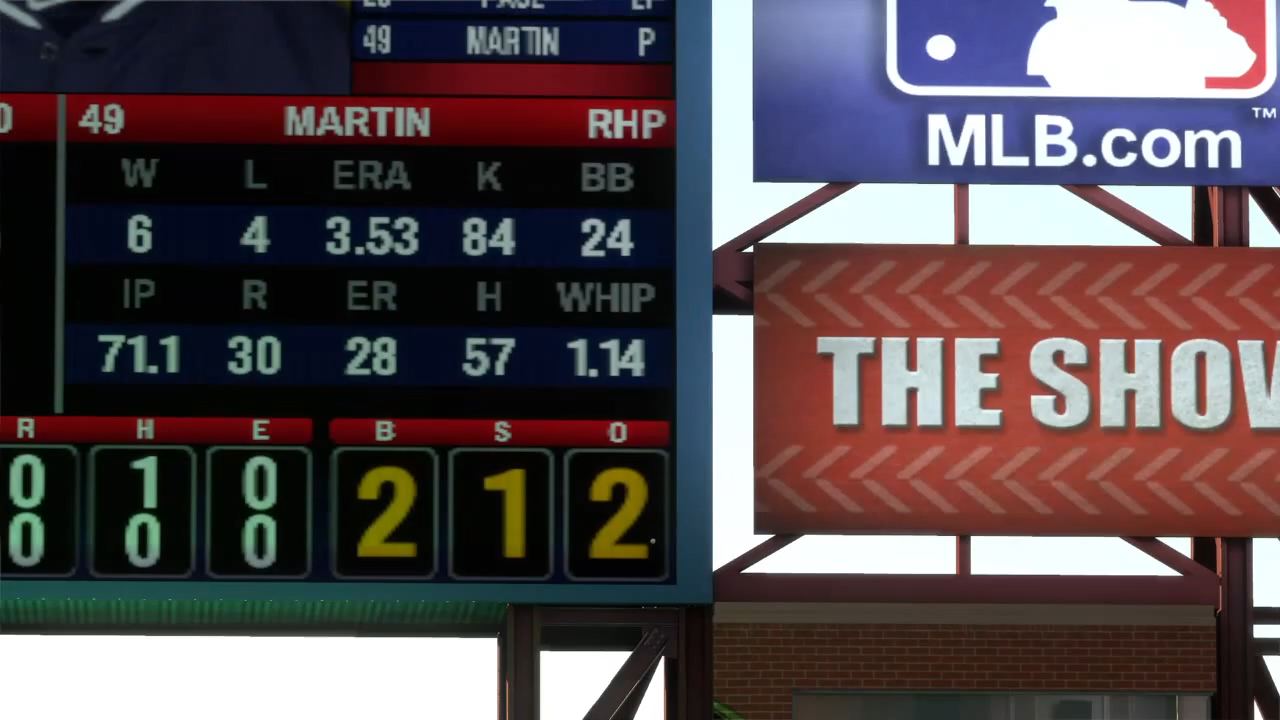 49 MARTIN P
49 MARTIN RHP
W L ERA K BB
6 4 3.53 84 24
IP R ER H WHIP
71.1 30 28 57 1.14
R H E B S O
0 1 0
0 0 0
2 1 2
MLB.com™
THE SHOW